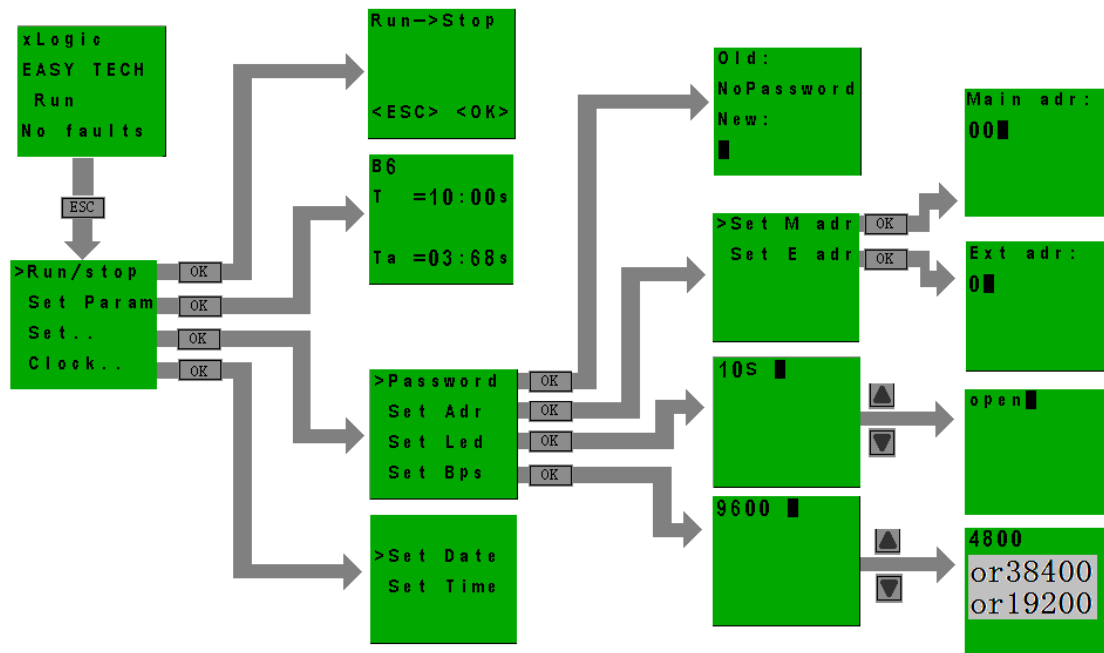 xLogic
EASY TECH
Run
No faults
ESC
>Run/stop
Set Param
Set..
Clock..
OK
OK
OK
OK
Run->Stop
<ESC> <OK>
B6
T =10:00s
Ta =03:68s
>Password
Set Adr
Set Led
Set Bps
OK
OK
OK
OK
>Set Date
Set Time
Old:
NoPassword
New:
>Set M adr
Set E adr
OK
OK
10S
9600
Main adr:
00
Ext adr:
0
open
4800
or38400
or19200